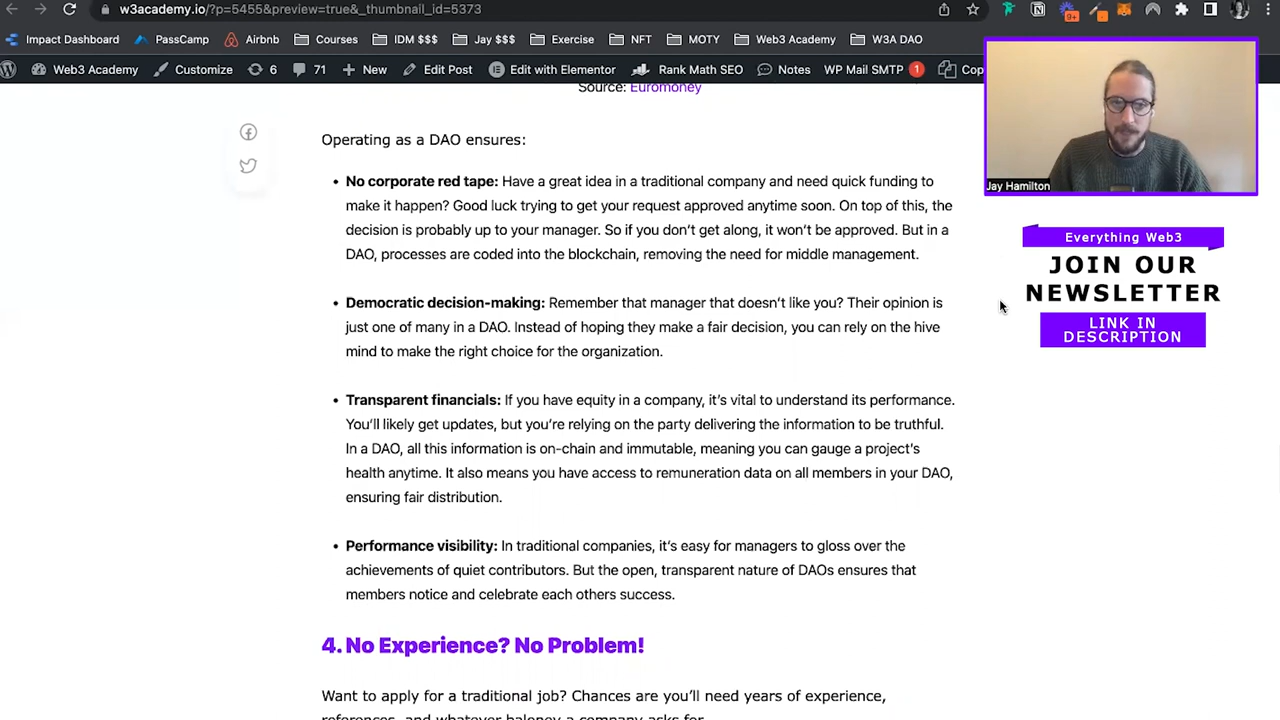 w3academy.io/?p=5455&preview=true&_thumbnail_id=5373
9+
Impact Dashboard PassCamp Airbnb Courses IDM $$$ Jay $$$ Exercise NFT MOTY Web3 Academy W3A DAO
Web3 Academy Customize 6 71 New Edit Post Edit with Elementor Rank Math SEO Notes WP Mail SMTP 1 Cop
Source: Euromoney
Operating as a DAO ensures:
• No corporate red tape: Have a great idea in a traditional company and need quick funding to
make it happen? Good luck trying to get your request approved anytime soon. On top of this, the
decision is probably up to your manager. So if you don't get along, it won't be approved. But in a
DAO, processes are coded into the blockchain, removing the need for middle management.
• Democratic decision-making: Remember that manager that doesn't like you? Their opinion is
just one of many in a DAO. Instead of hoping they make a fair decision, you can rely on the hive
mind to make the right choice for the organization.
• Transparent financials: If you have equity in a company, it's vital to understand its performance.
You'll likely get updates, but you're relying on the party delivering the information to be truthful.
In a DAO, all this information is on-chain and immutable, meaning you can gauge a project's
health anytime. It also means you have access to remuneration data on all members in your DAO,
ensuring fair distribution.
• Performance visibility: In traditional companies, it's easy for managers to gloss over the
achievements of quiet contributors. But the open, transparent nature of DAOs ensures that
members notice and celebrate each others success.
4. No Experience? No Problem!
Want to apply for a traditional job? Chances are you'll need years of experience,
references, and whatever baloney a company asks for.
Jay Hamilton
Everything Web3
JOIN OUR
NEWSLETTER
LINK IN
DESCRIPTION